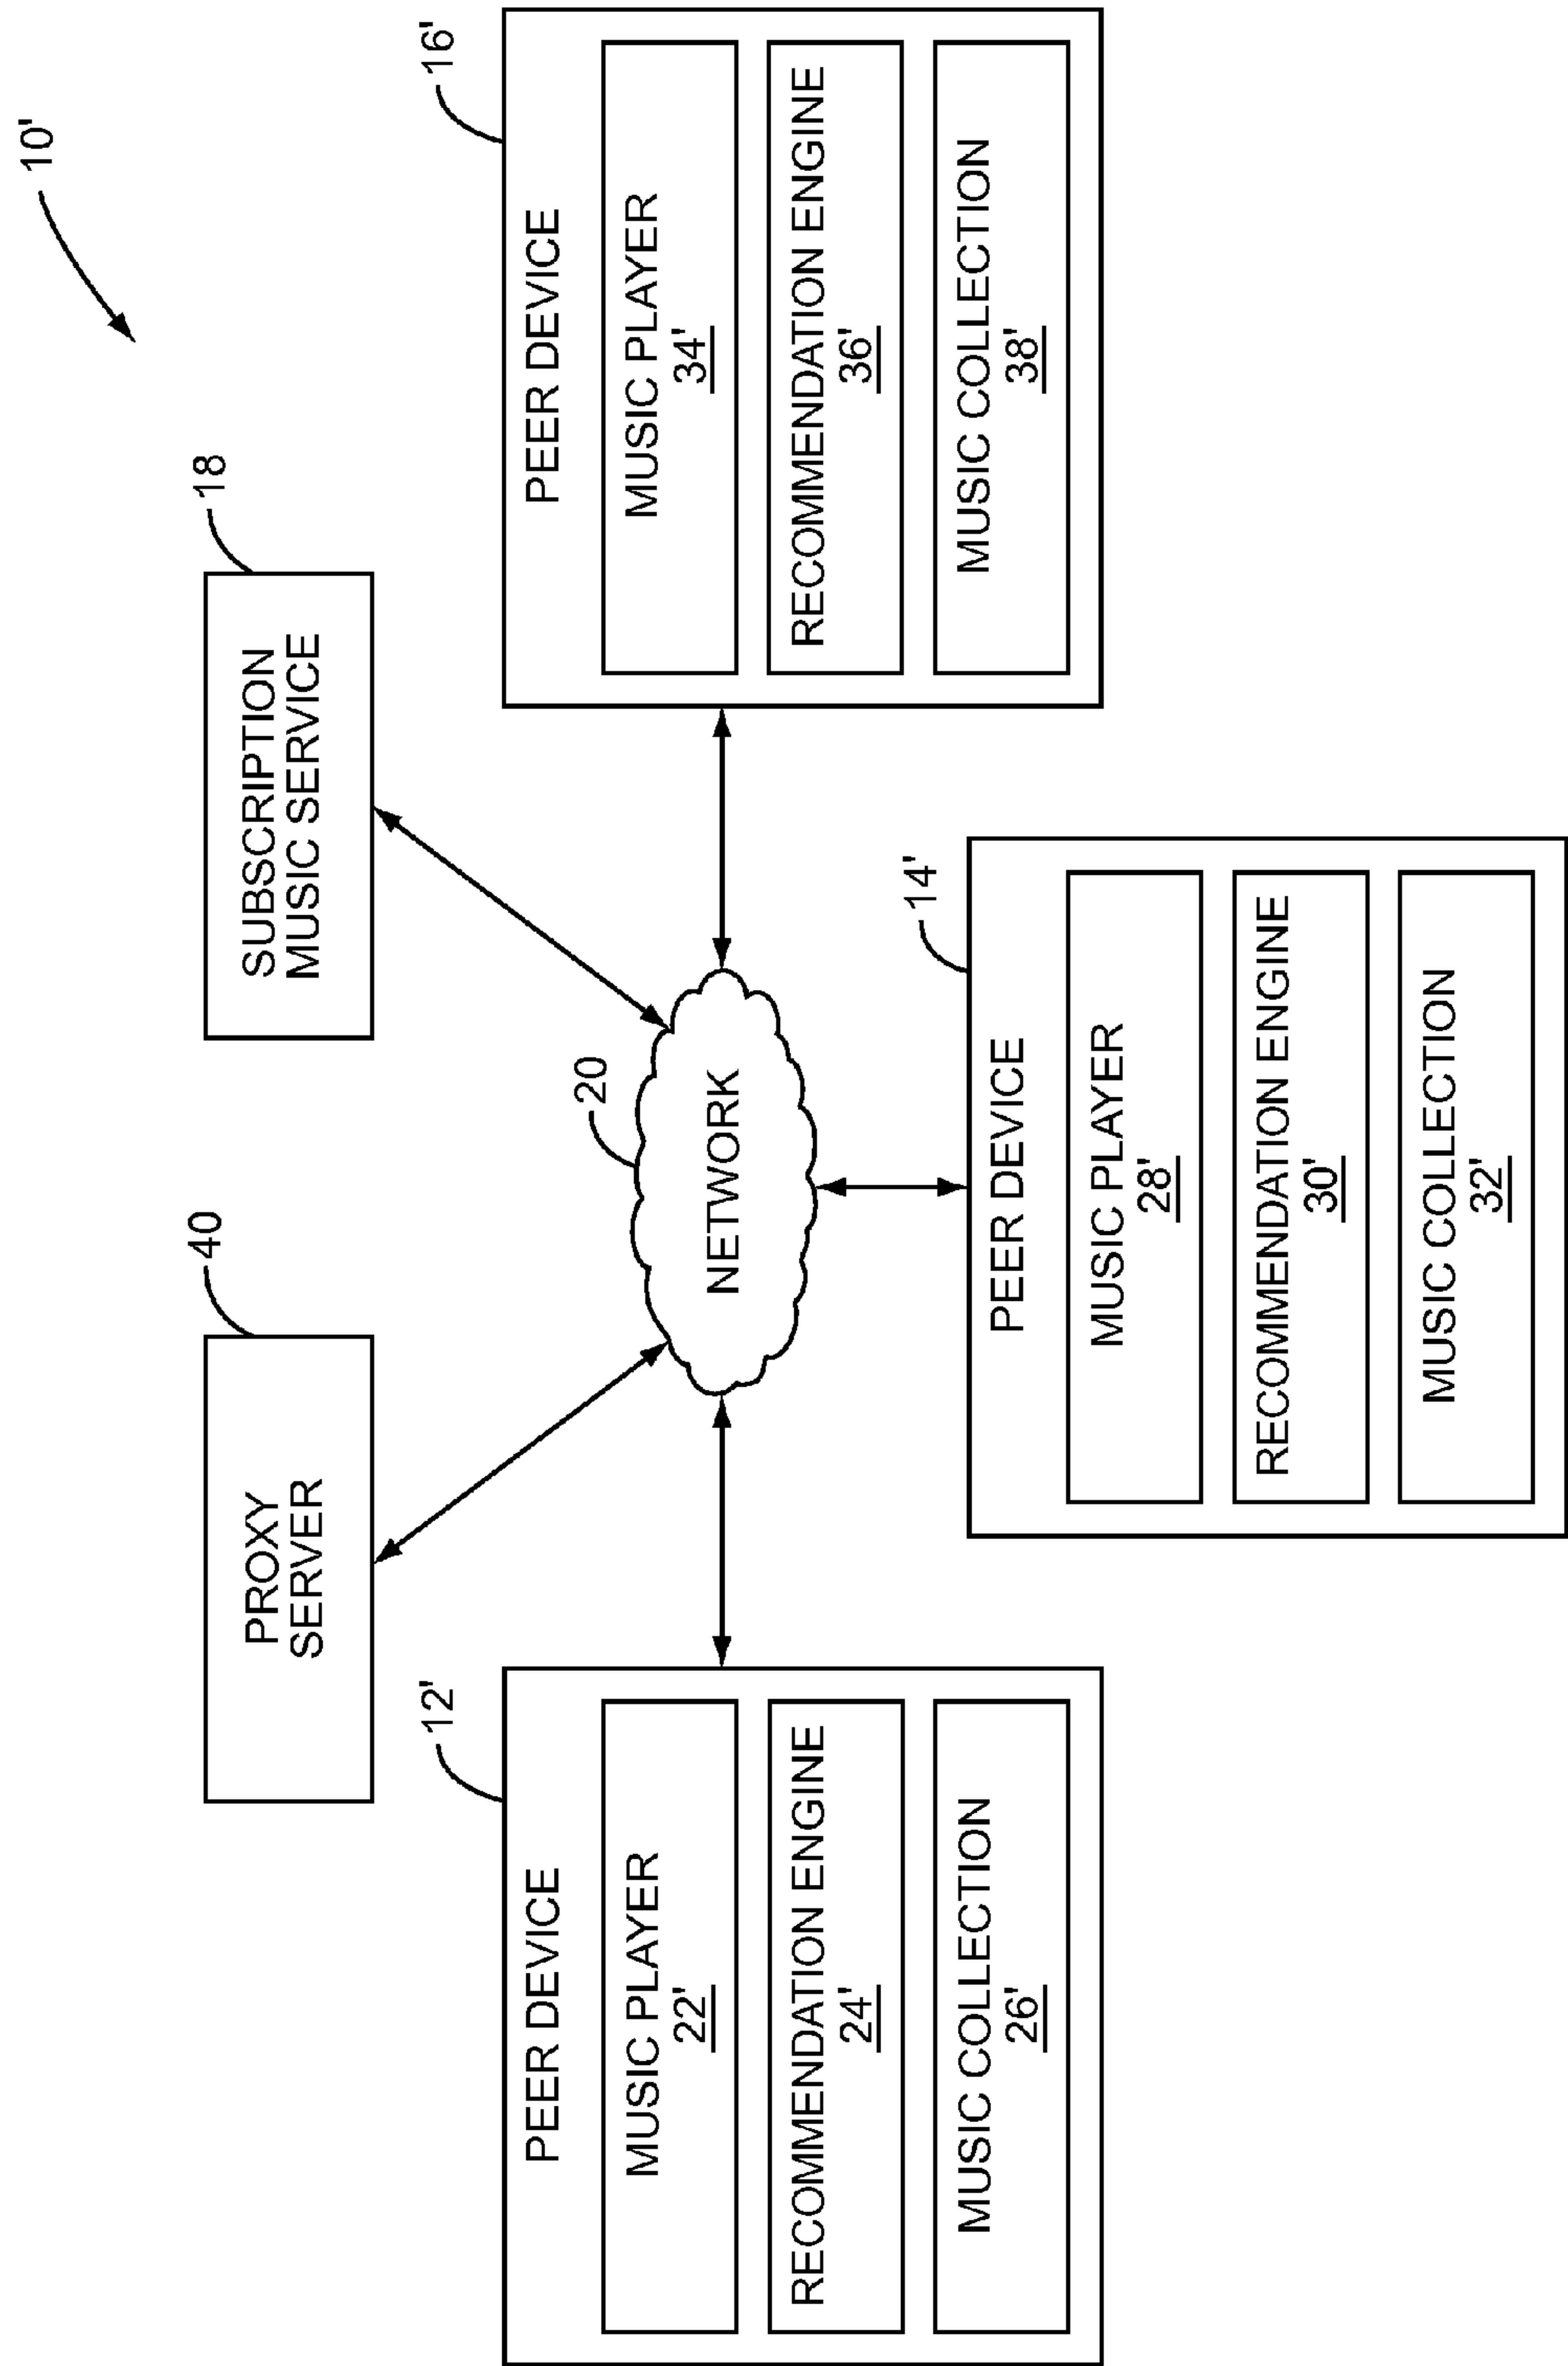 10'
40
PROXY
SERVER
18
SUBSCRIPTION
MUSIC SERVICE
20
NETWORK
12'
PEER DEVICE
MUSIC PLAYER
22'
RECOMMENDATION ENGINE
24'
MUSIC COLLECTION
26'
16'
PEER DEVICE
MUSIC PLAYER
34'
RECOMMENDATION ENGINE
36'
MUSIC COLLECTION
38'
14'
PEER DEVICE
MUSIC PLAYER
28'
RECOMMENDATION ENGINE
30'
MUSIC COLLECTION
32'